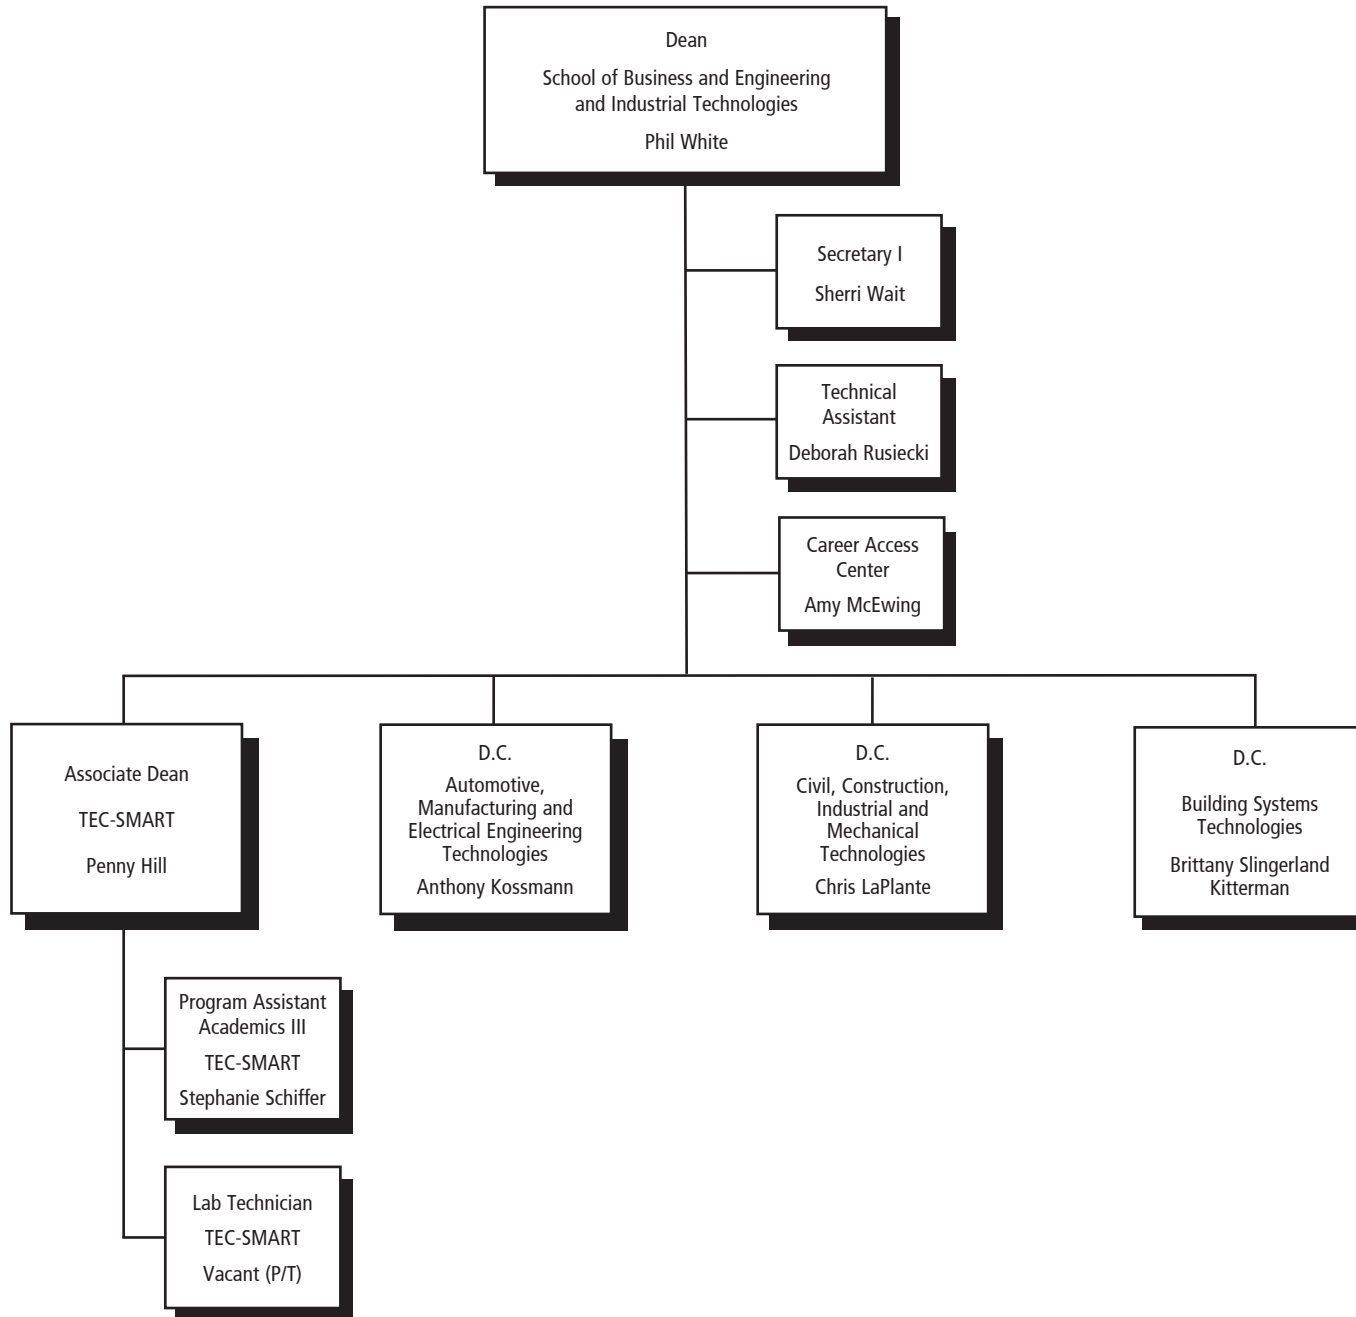 Dean
School of Business and Engineering
and Industrial Technologies
Phil White
Secretary I
Sherri Wait
Technical
Assistant
Deborah Rusiecki
Career Access
Center
Amy McEwing
Associate Dean
TEC-SMART
Penny Hill
D.C.
Automotive,
Manufacturing and
Electrical Engineering
Technologies
Anthony Kossmann
D.C.
Civil, Construction,
Industrial and
Mechanical
Technologies
Chris LaPlante
D.C.
Building Systems
Technologies
Brittany Slingerland
Kitterman
Program Assistant
Academics III
TEC-SMART
Stephanie Schiffer
Lab Technician
TEC-SMART
Vacant (P/T)